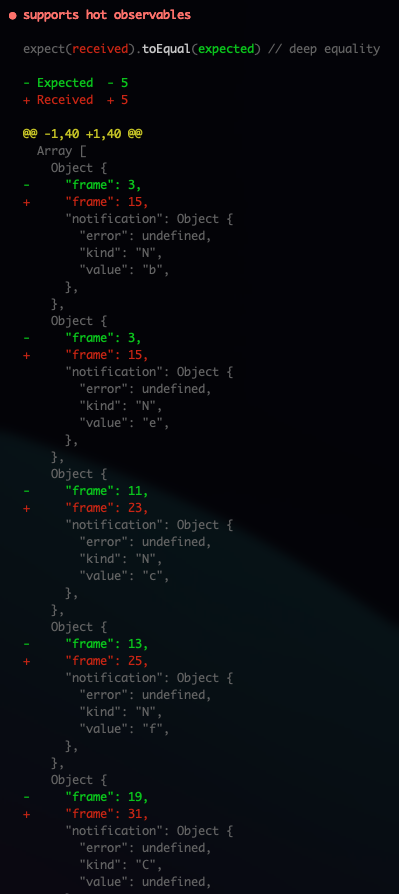 ● supports hot observables
expect(received).toEqual(expected) // deep equality
- Expected  - 5
+ Received  + 5
@@ -1,40 +1,40 @@
  Array [
    Object {
-     "frame": 3,
+     "frame": 15,
      "notification": Object {
        "error": undefined,
        "kind": "N",
        "value": "b",
      },
    },
    Object {
-     "frame": 3,
+     "frame": 15,
      "notification": Object {
        "error": undefined,
        "kind": "N",
        "value": "e",
      },
    },
    Object {
-     "frame": 11,
+     "frame": 23,
      "notification": Object {
        "error": undefined,
        "kind": "N",
        "value": "c",
      },
    },
    Object {
-     "frame": 13,
+     "frame": 25,
      "notification": Object {
        "error": undefined,
        "kind": "N",
        "value": "f",
      },
    },
    Object {
-     "frame": 19,
+     "frame": 31,
      "notification": Object {
        "error": undefined,
        "kind": "C",
        "value": undefined,